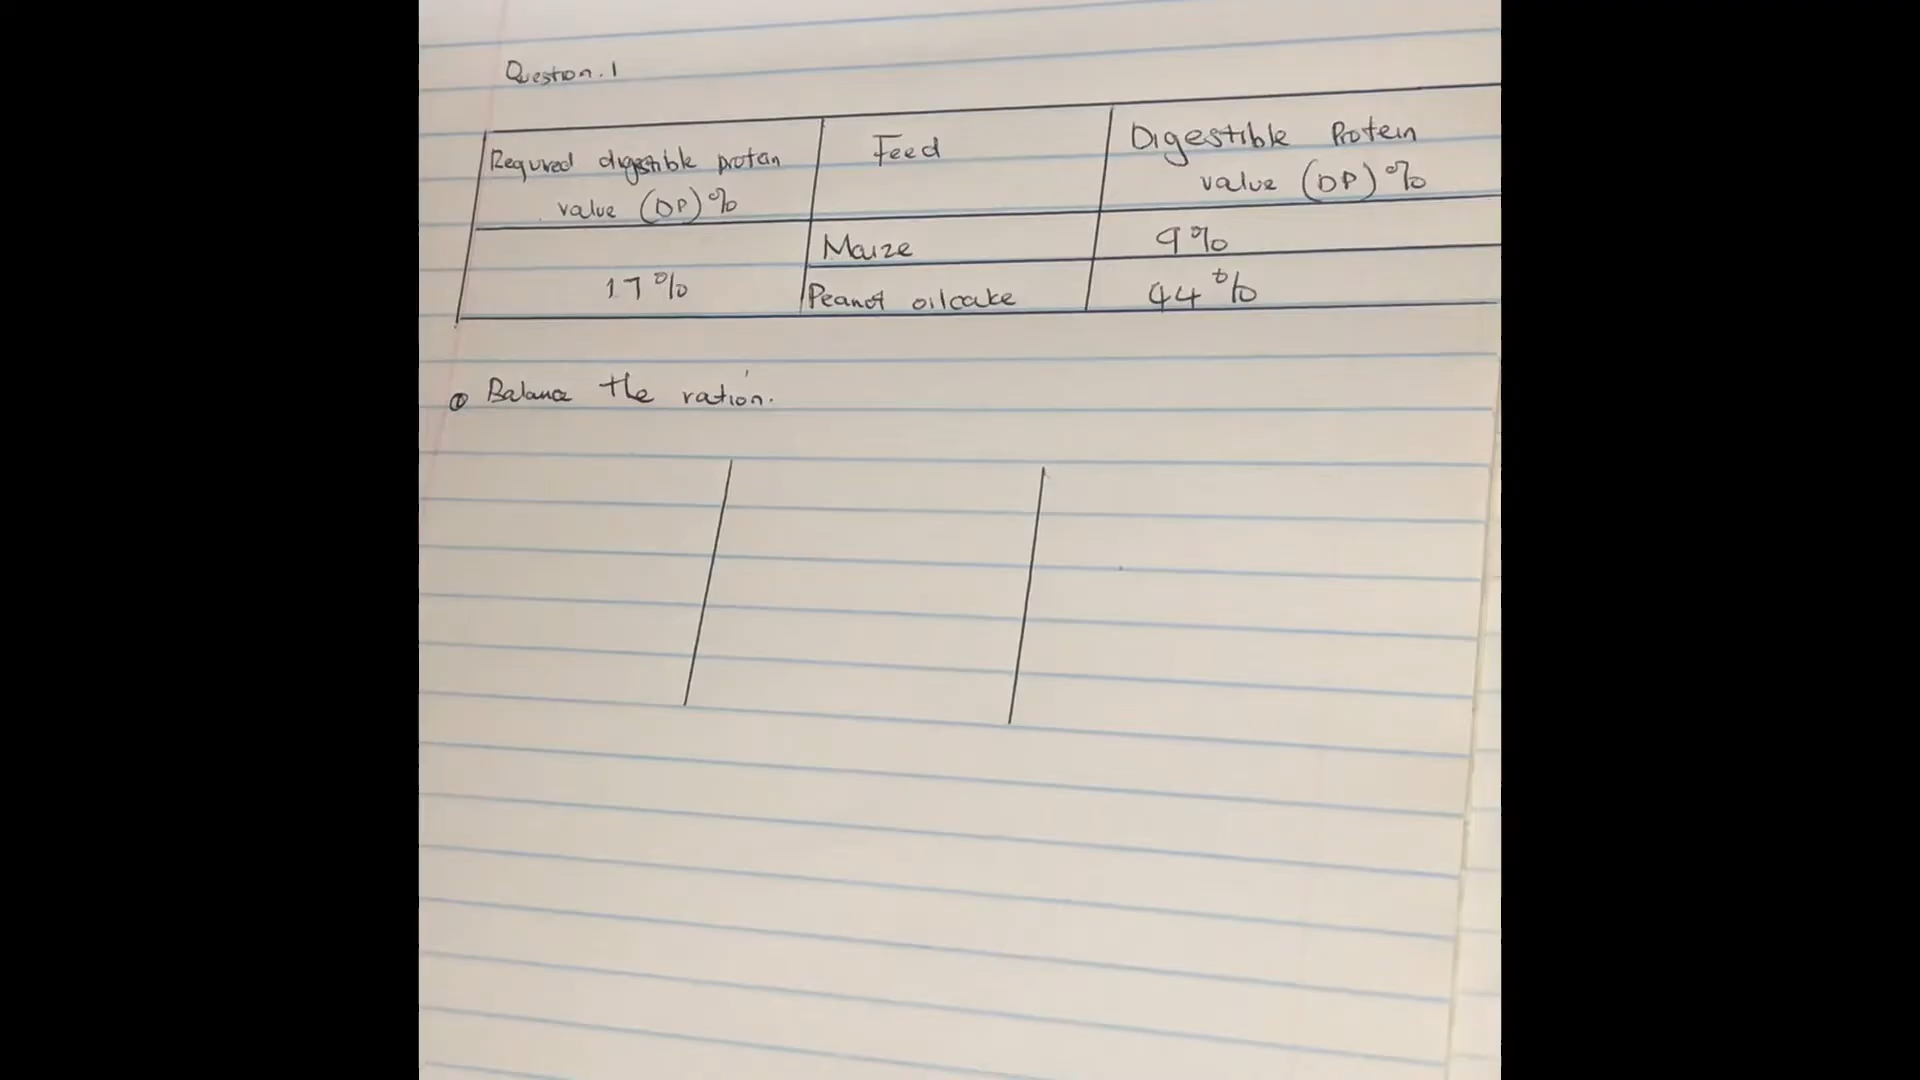 Question.1
Required digestible protein value (DP) %
Feed
Digestible Protein value (DP) %
17%
Maize
9%
Peanot oilcake
44%
① Balance the ration.